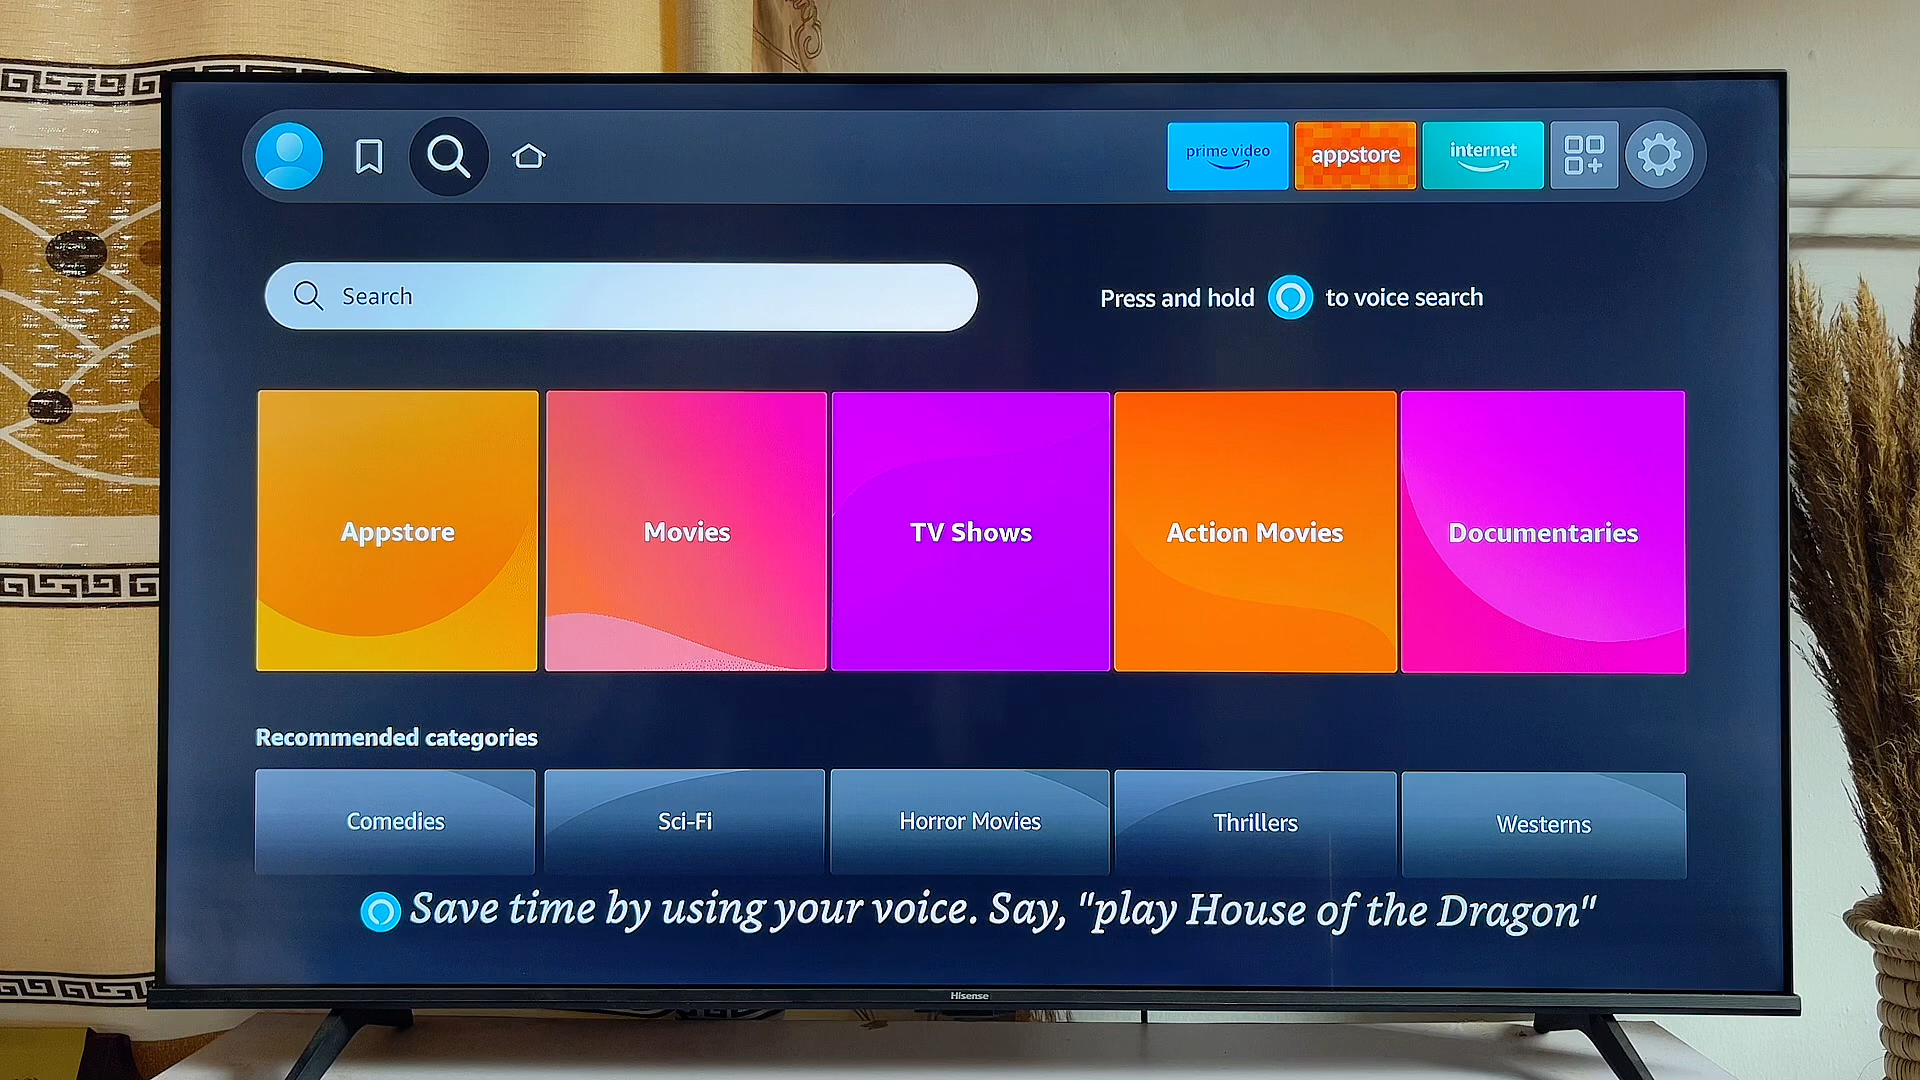 prime video
appstore
internet
Search
Press and hold to voice search
Appstore
Movies
TV Shows
Action Movies
Documentaries
Recommended categories
Comedies
Sci-Fi
Horror Movies
Thrillers
Westerns
Save time by using your voice. Say, "play House of the Dragon"
Hisense